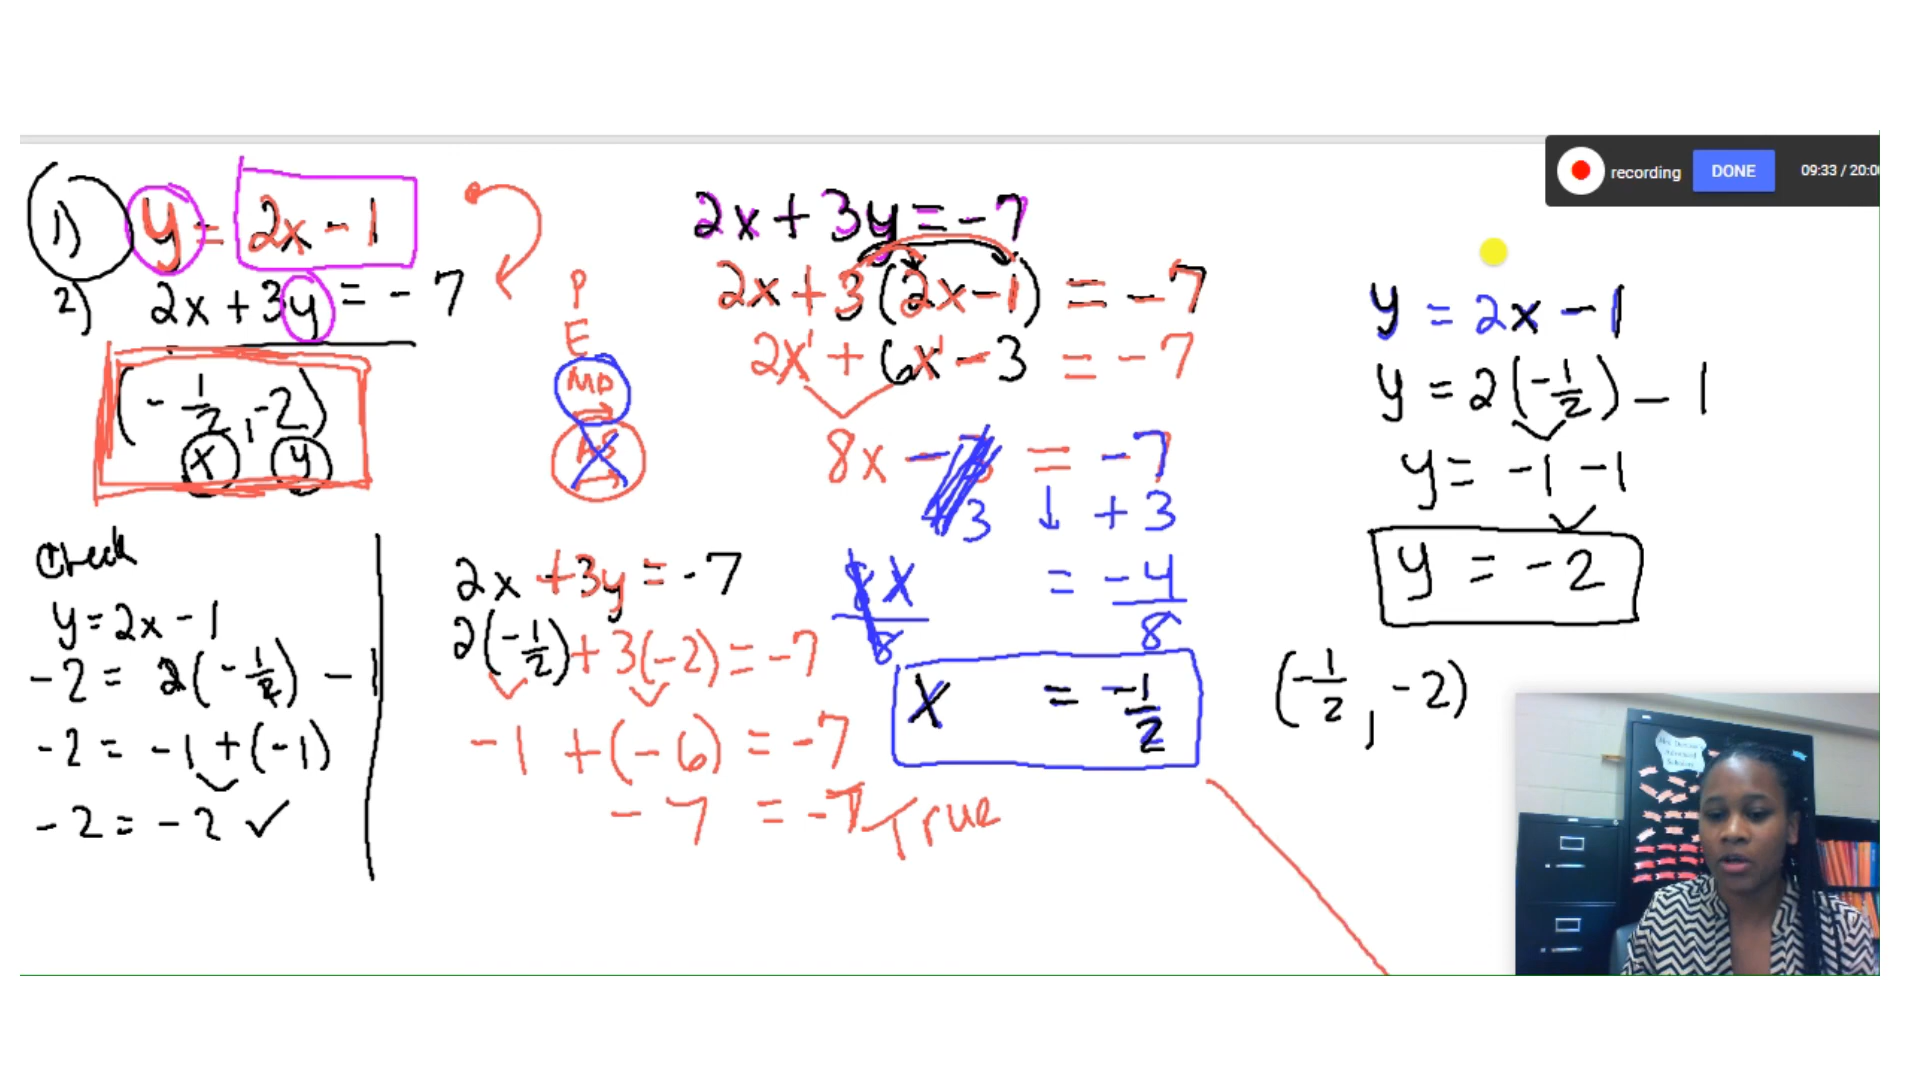 1) y = 2x - 1
2) 2x + 3y = - 7
(- 1/2, -2)
x y
P
E
MD
AS
2x + 3y = -7
2x + 3(2x - 1) = -7
2x¹ + 6x¹ - 3 = -7
8x - 3 = -7
+3 ↓ + 3
8x = -4
8 8
x = -1/2
y = 2x - 1
y = 2(-1/2) - 1
y = -1 - 1
y = -2
(-1/2, -2)
Check
y = 2x - 1
-2 = 2(-1/2) - 1
-2 = -1 + (-1)
-2 = -2 ✓
2x + 3y = -7
2(-1/2) + 3(-2) = -7
-1 + (-6) = -7
-7 = -7 True
recording DONE 09:33 / 20:0